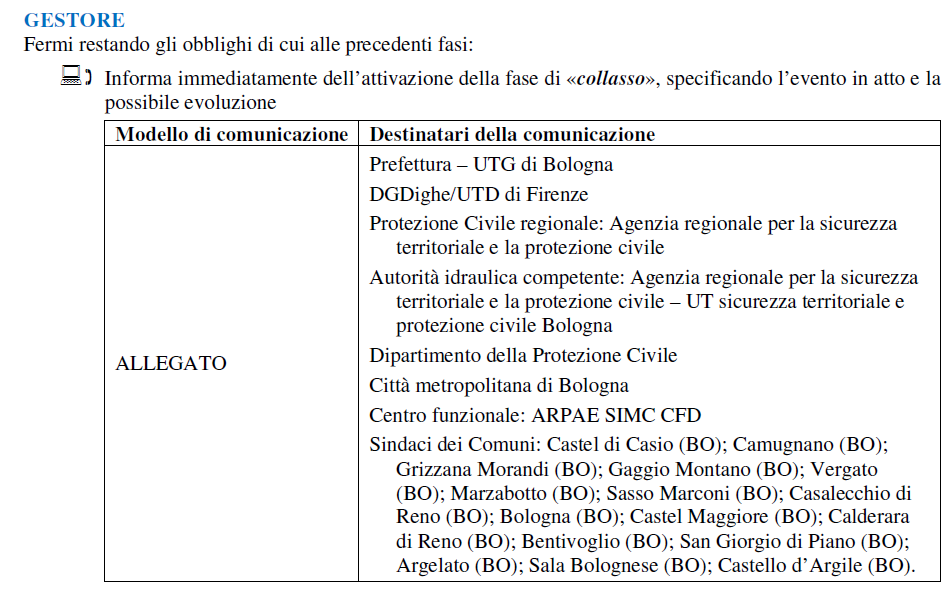 GESTORE
Fermi restando gli obblighi di cui alle precedenti fasi:
Informa immediatamente dell'attivazione della fase di «collasso», specificando l'evento in atto e la
possibile evoluzione
Modello di comunicazione
Destinatari della comunicazione
ALLEGATO
Prefettura – UTG di Bologna
DGDighe/UTD di Firenze
Protezione Civile regionale: Agenzia regionale per la sicurezza
territoriale e la protezione civile
Autorità idraulica competente: Agenzia regionale per la sicurezza
territoriale e la protezione civile – UT sicurezza territoriale e
protezione civile Bologna
Dipartimento della Protezione Civile
Città metropolitana di Bologna
Centro funzionale: ARPAE SIMC CFD
Sindaci dei Comuni: Castel di Casio (BO); Camugnano (BO);
Grizzana Morandi (BO); Gaggio Montano (BO); Vergato
(BO); Marzabotto (BO); Sasso Marconi (BO); Casalecchio di
Reno (BO); Bologna (BO); Castel Maggiore (BO); Calderara
di Reno (BO); Bentivoglio (BO); San Giorgio di Piano (BO);
Argelato (BO); Sala Bolognese (BO); Castello d'Argile (BO).